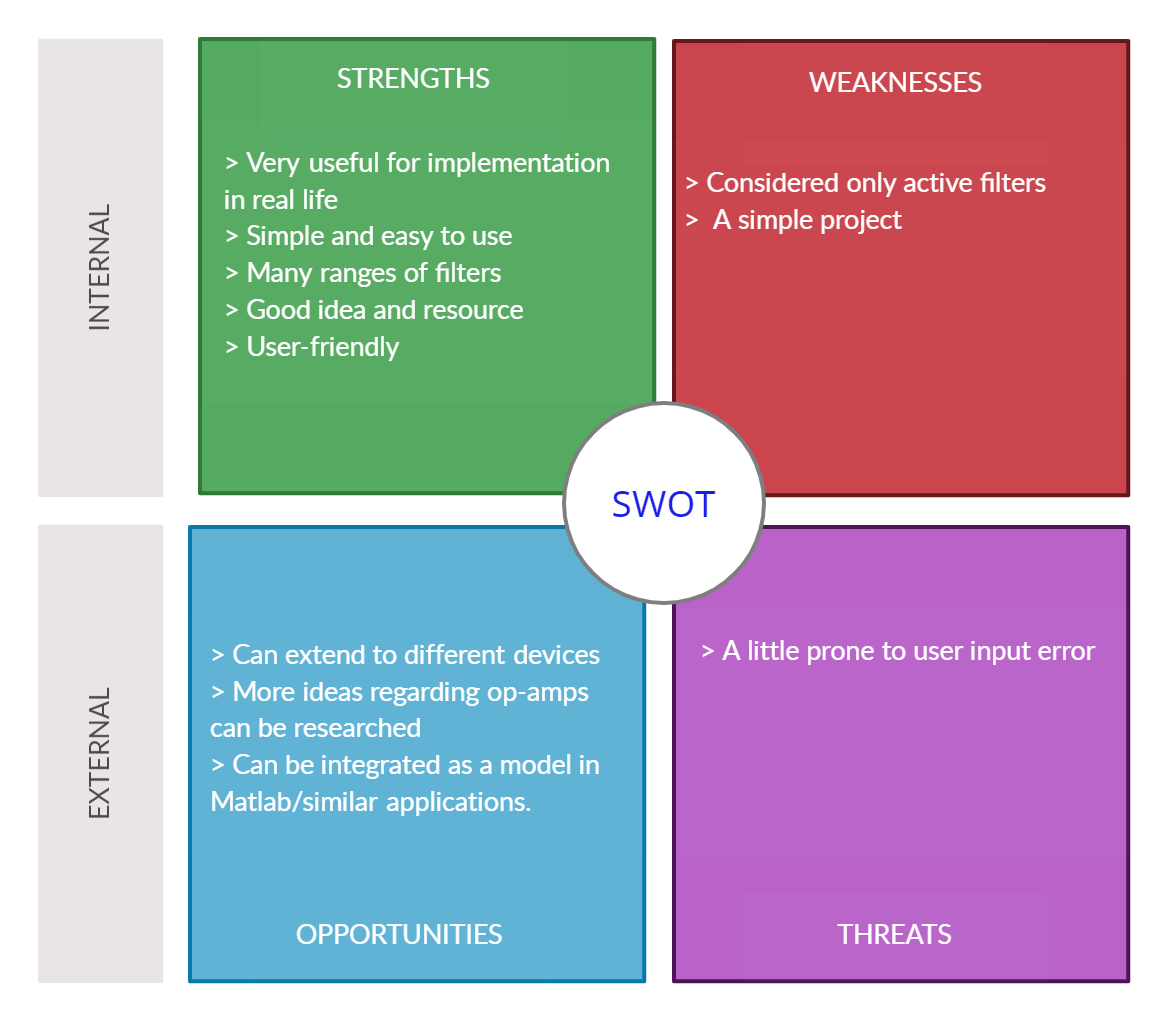 INTERNAL
STRENGTHS
> Very useful for implementation
in real life
> Simple and easy to use
> Many ranges of filters
> Good idea and resource
> User-friendly
WEAKNESSES
> Considered only active filters
>  A simple project
SWOT
EXTERNAL
> Can extend to different devices
> More ideas regarding op-amps
can be researched
> Can be integrated as a model in
Matlab/similar applications.
OPPORTUNITIES
> A little prone to user input error
THREATS